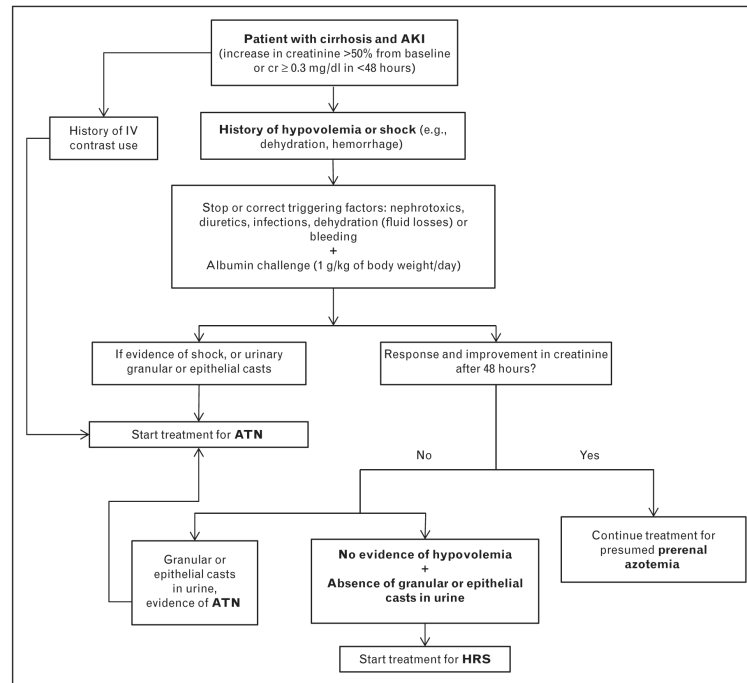 Patient with cirrhosis and AKI
(increase in creatinine >50% from baseline
or cr ≥ 0.3 mg/dl in <48 hours)
History of IV
contrast use
History of hypovolemia or shock (e.g.,
dehydration, hemorrhage)
Stop or correct triggering factors: nephrotoxics,
diuretics, infections, dehydration (fluid losses) or
bleeding
+
Albumin challenge (1 g/kg of body weight/day)
If evidence of shock, or urinary
granular or epithelial casts
Response and improvement in creatinine
after 48 hours?
Start treatment for ATN
No
Yes
Granular or
epithelial casts
in urine,
evidence of ATN
No evidence of hypovolemia
+
Absence of granular or epithelial
casts in urine
Continue treatment for
presumed prerenal
azotemia
Start treatment for HRS